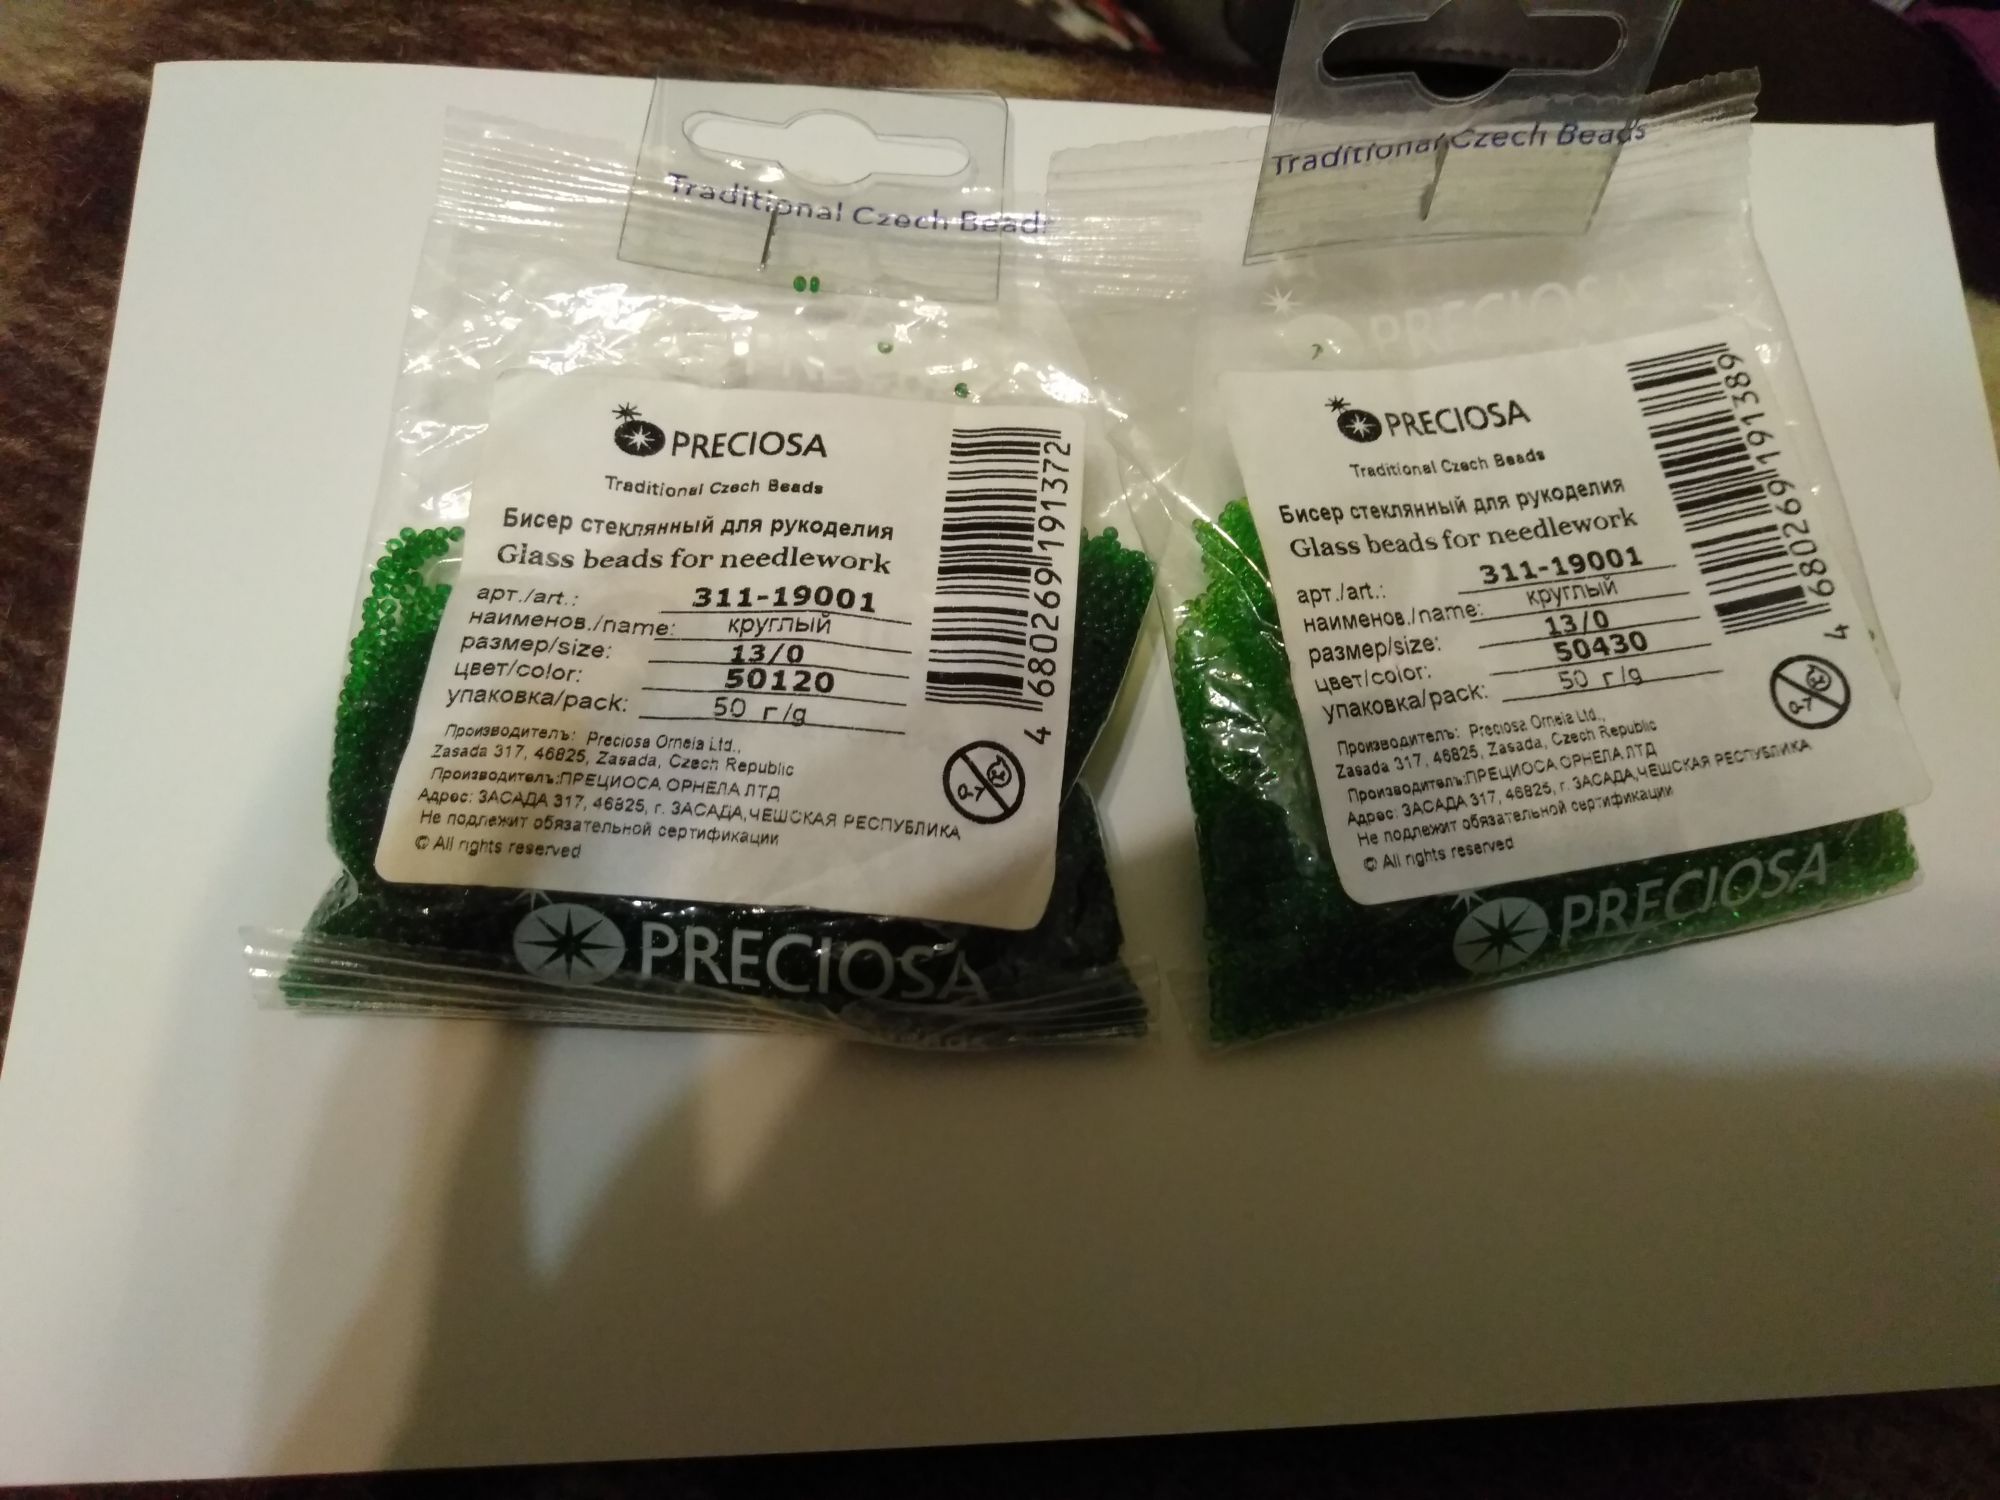 Traditional Czech Bead
PRECIOSA
Traditional Czech Beads
Бисер стеклянный для рукоделия
Glass beads for needlework
арт./art.: 311-19001
наименов./name: круглый
размер/size: 13/0
цвет/color: 50120
упаковка/pack: 50 г/g
Производитель: Preciosa Ornela Ltd.,
Zasada 317, 46825, Zasada, Czech Republic
Производитель:ПРЕЦИОСА ОРНЕЛА ЛТД
Адрес: ЗАСАДА 317, 46825, г. ЗАСАДА,ЧЕШСКАЯ РЕСПУБЛИКА
Не подлежит обязательной сертификации
© All rights reserved
4 680269 191372
0-3
PRECIOSA
Traditional Czech Beads
PRECIOSA
PRECIOSA
Traditional Czech Beads
Бисер стеклянный для рукоделия
Glass beads for needlework
арт./art.: 311-19001
наименов./name: круглый
размер/size: 13/0
цвет/color: 50430
упаковка/pack: 50 г/g
Производитель: Preciosa Ornela Ltd.,
Zasada 317, 46825, Zasada, Czech Republic
Производитель:ПРЕЦИОСА ОРНЕЛА ЛТД
Адрес: ЗАСАДА 317, 46825, г. ЗАСАДА,ЧЕШСКАЯ РЕСПУБЛИКА
Не подлежит обязательной сертификации
© All rights reserved
4 680269 191389
0-3
PRECIOSA